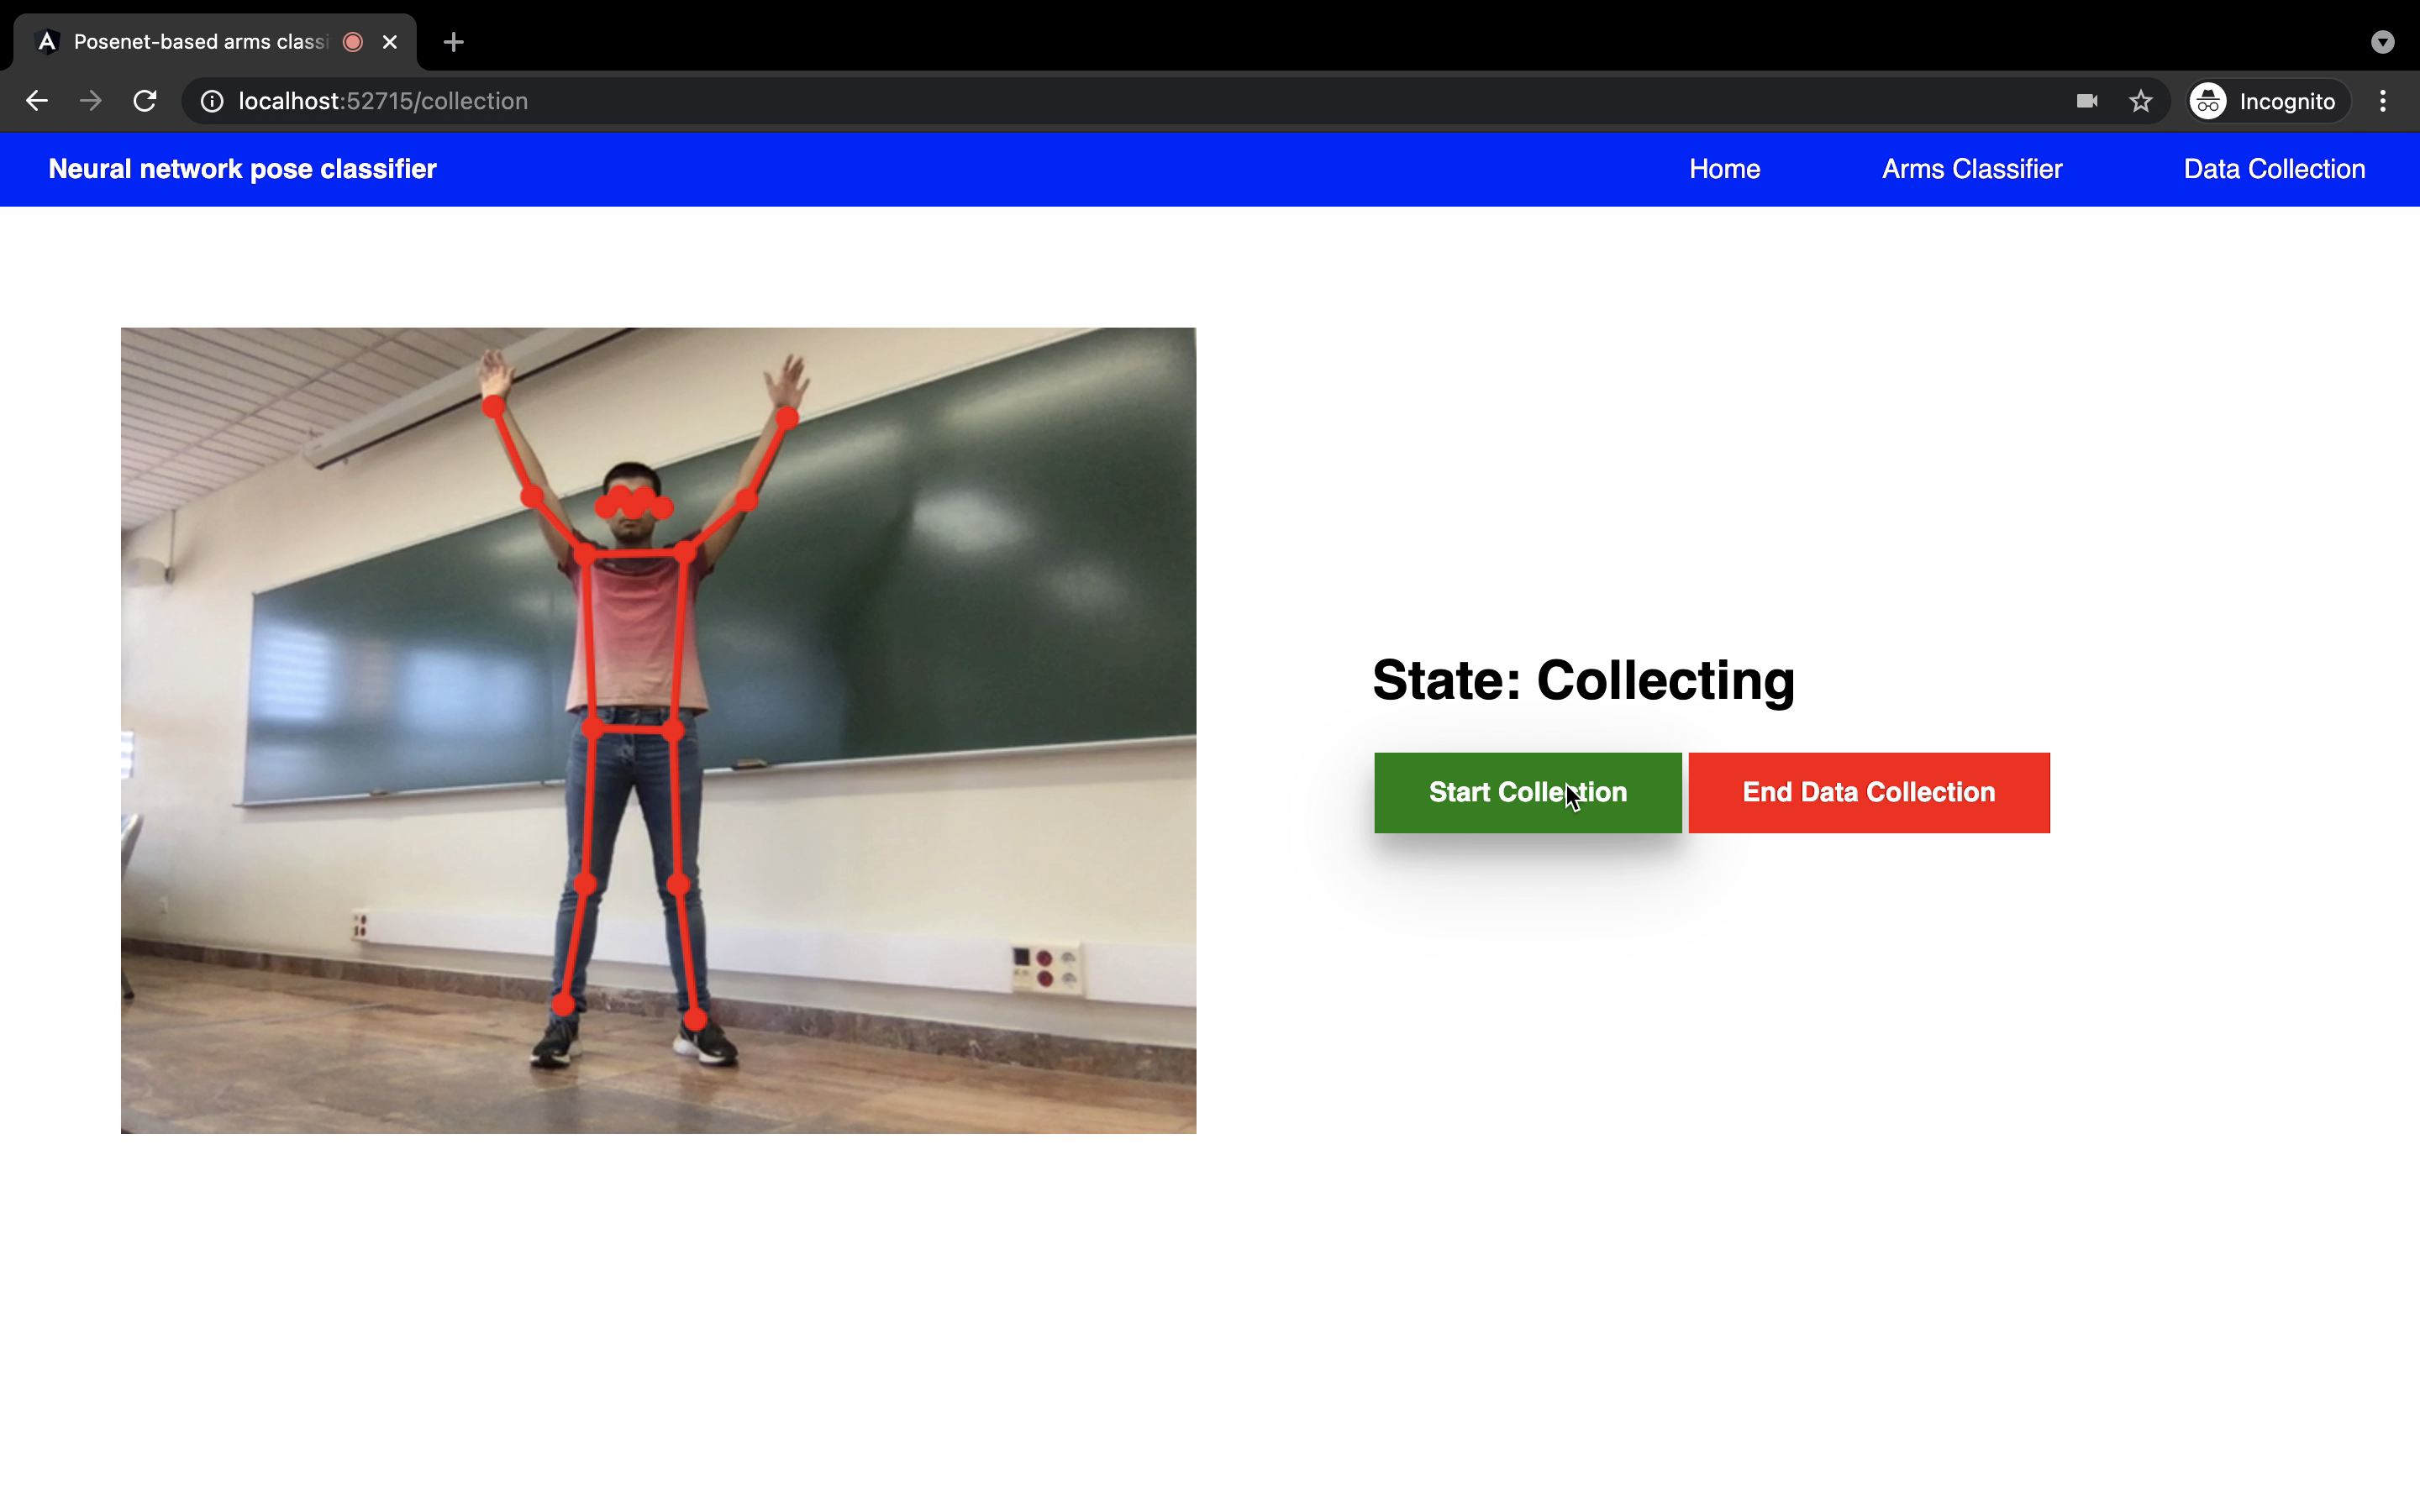 Posenet-based arms classi
localhost:52715/collection
Incognito
Neural network pose classifier
Home
Arms Classifier
Data Collection
State: Collecting
Start Collection
End Data Collection